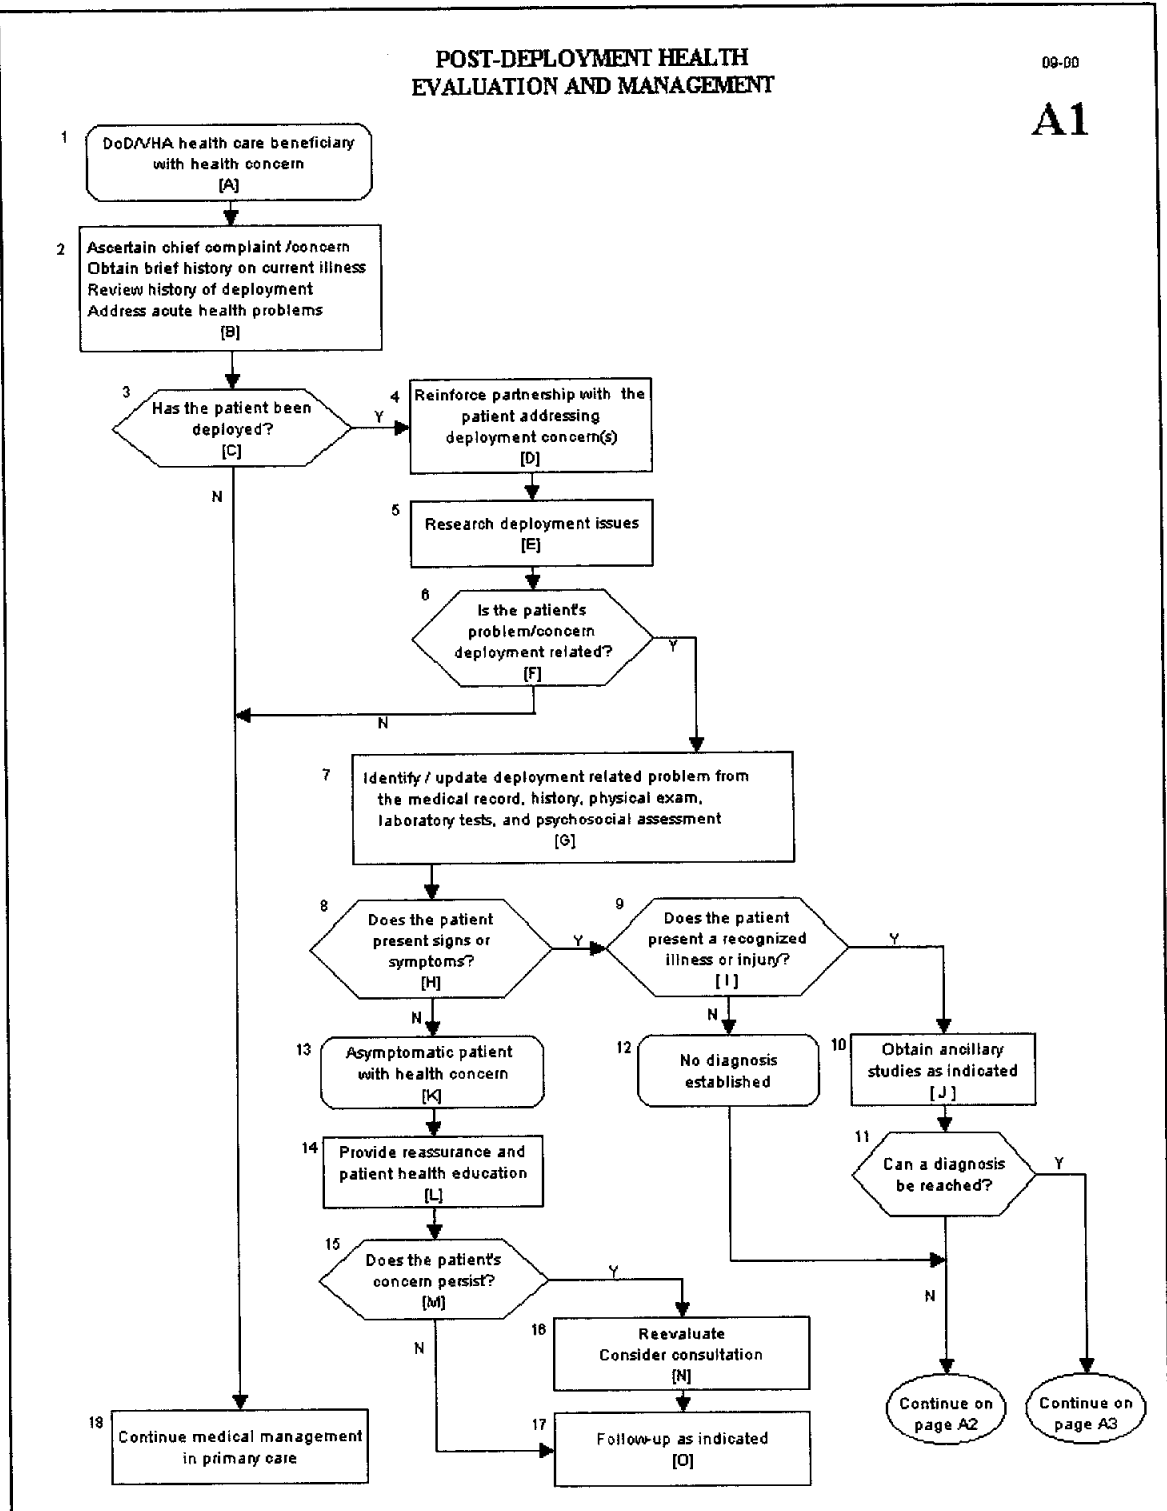 POST-DEPLOYMENT HEALTH
EVALUATION AND MANAGEMENT
09-00
A1
1
DoD/VHA health care beneficiary
with health concern
[A]
2
Ascertain chief complaint /concern
Obtain brief history on current illness
Review history of deployment
Address acute health problems
[B]
3
Has the patient been
deployed?
[C]
Y
N
4
Reinforce partnership with the
patient addressing
deployment concern(s)
[D]
5
Research deployment issues
[E]
6
Is the patient's
problem/concern
deployment related?
[F]
Y
N
7
Identify / update deployment related problem from
the medical record, history, physical exam,
laboratory tests, and psychosocial assessment
[G]
8
Does the patient
present signs or
symptoms?
[H]
Y
N
9
Does the patient
present a recognized
illness or injury?
[I]
Y
N
13
Asymptomatic patient
with health concern
[K]
12
No diagnosis
established
10
Obtain ancillary
studies as indicated
[J]
14
Provide reassurance and
patient health education
[L]
11
Can a diagnosis
be reached?
Y
N
15
Does the patient's
concern persist?
[M]
Y
N
16
Reevaluate
Consider consultation
[N]
17
Follow-up as indicated
[O]
18
Continue medical management
in primary care
Continue on
page A2
Continue on
page A3